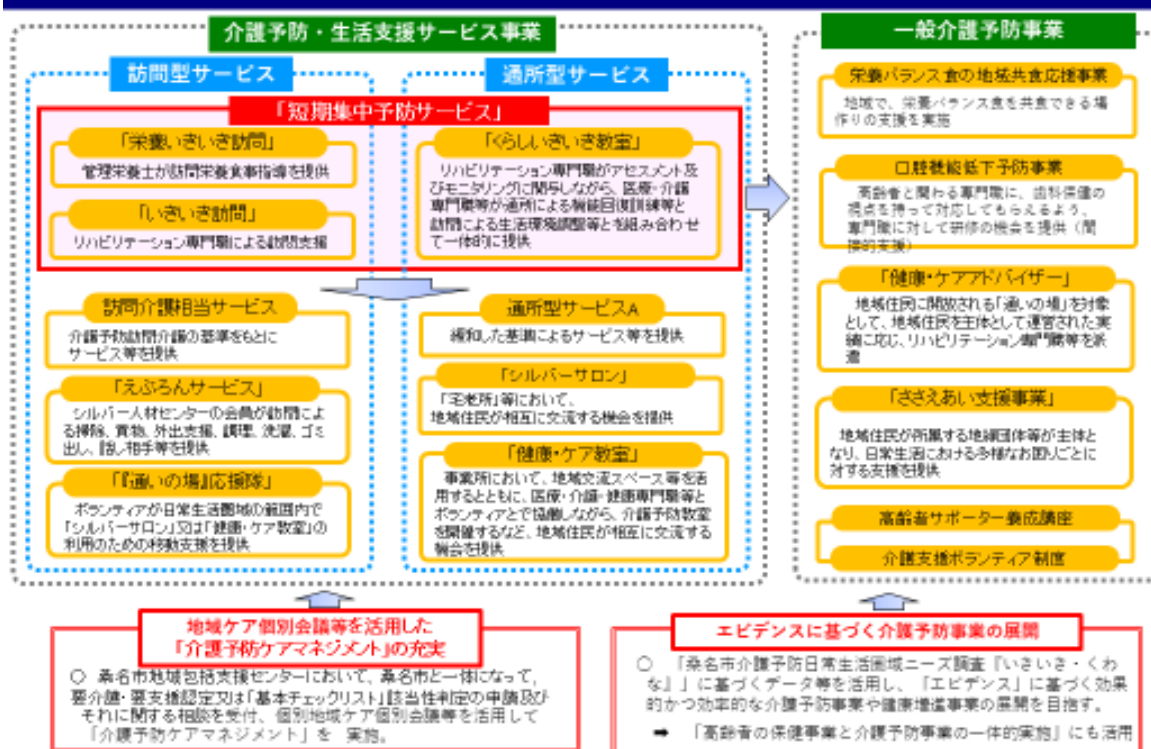 介護予防・生活支援サービス事業
訪問型サービス
通所型サービス
「短期集中予防サービス」
「栄養いきいき訪問」
管理栄養士が訪問栄養食事指導を提供
「いきいき訪問」
リハビリテーション専門職による訪問支援
「くらしいきいき教室」
リハビリテーション専門職がアセスメント及
びモニタリングに関与しながら、医療・介護
専門職等が通所による機能回復訓練等と
訪問による生活環境調整等とを組み合わせ
て一体的に提供
訪問介護相当サービス
介護予防訪問介護の基準をもとに
サービス等を提供
「えぷろんサービス」
シルバー人材センターの会員が訪問によ
る掃除、買物、外出支援、調理、洗濯、ゴミ
出し、話し相手等を提供
「『通いの場』応援隊」
ボランティアが日常生活圏域の範囲内で
「シルバーサロン」又は「健康・ケア教室」の
利用のための移動支援を提供
通所型サービスA
緩和した基準によるサービス等を提供
「シルバーサロン」
「宅老所」等において、
地域住民が相互に交流する機会を提供
「健康・ケア教室」
事業所において、地域交流スペース等を活
用するとともに、医療・介護・健康専門職等と
ボランティアとで協働しながら、介護予防教室
を開催するなど、地域住民が相互に交流する
機会を提供
一般介護予防事業
栄養バランス食の地域共食応援事業
地域で、栄養バランス食を共食できる場
作りの支援を実施
口腔機能低下予防事業
高齢者と関わる専門職に、歯科保健の
視点を持って対応してもらえるよう、
専門職に対して研修の機会を提供（間
接的支援）
「健康・ケアアドバイザー」
地域住民に開放される「通いの場」を対象
として、地域住民を主体として運営された実
績に応じ、リハビリテーション専門職等を派
遣
「ささえあい支援事業」
地域住民が所属する地縁団体等が主体と
なり、日常生活における多様なお困りごとに
対する支援を提供
高齢者サポーター養成講座
介護支援ボランティア制度
地域ケア個別会議等を活用した
「介護予防ケアマネジメント」の充実
○ 桑名市地域包括支援センターにおいて、桑名市と一体になって、
要介護・要支援認定又は「基本チェックリスト」該当性判定の申請及び
それに関する相談を受付、個別地域ケア個別会議等を活用して
「介護予防ケアマネジメント」を 実施。
エビデンスに基づく介護予防事業の展開
○ 「桑名市介護予防日常生活圏域ニーズ調査『いきいき・くわ
な』」に基づくデータ等を活用し、「エビデンス」に基づく効果
的かつ効率的な介護予防事業や健康増進事業の展開を目指す。
➡ 「高齢者の保健事業と介護予防事業の一体的実施」にも活用